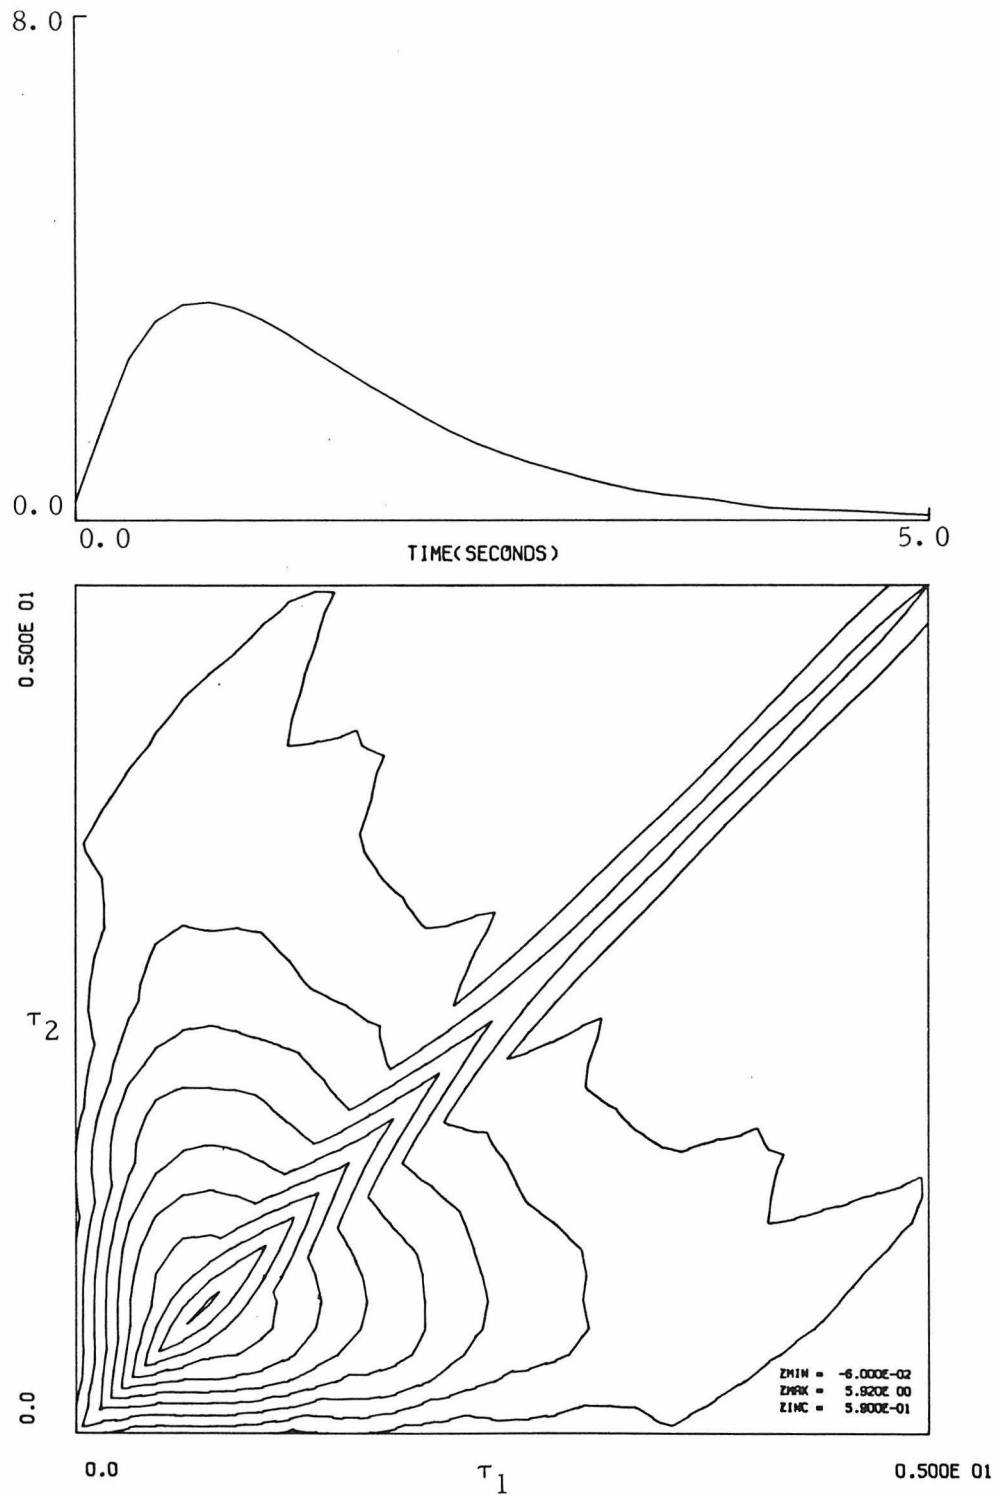 8.0
0.0
0.0
5.0
TIME(SECONDS)
0.500E 01
τ2
0.0
ZMIN = -6.000E-02
ZMAX = 5.920E 00
ZINC = 5.900E-01
0.0
τ1
0.500E 01